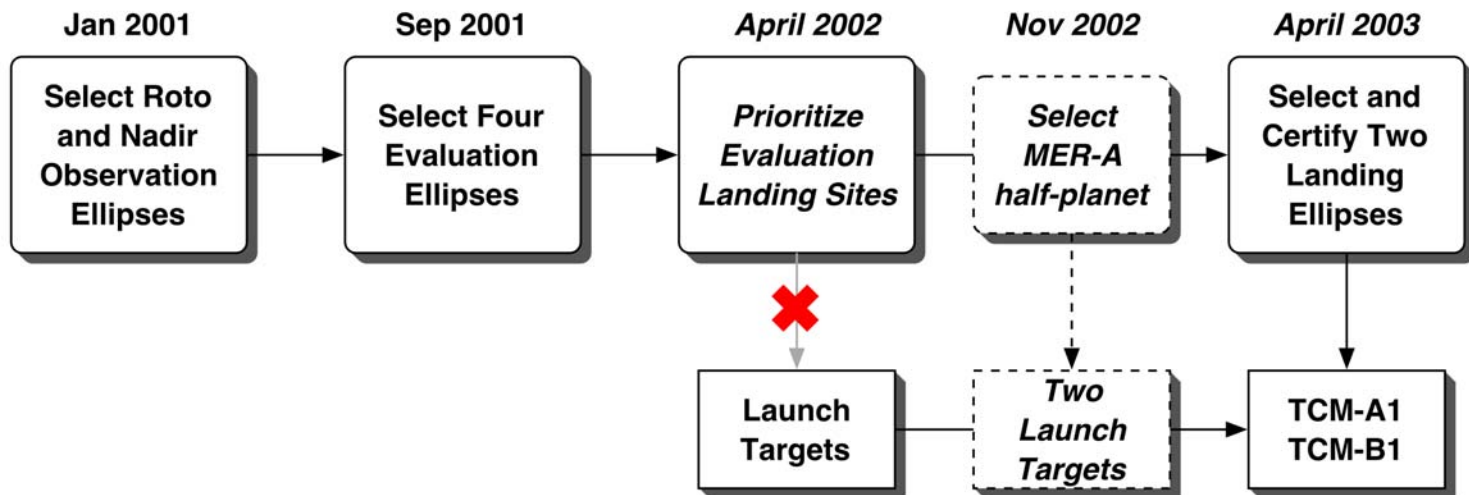 Jan 2001
Sep 2001
April 2002
Nov 2002
April 2003
Select Roto
and Nadir
Observation
Ellipses
Select Four
Evaluation
Ellipses
Prioritize
Evaluation
Landing Sites
Select
MER-A
half-planet
Select and
Certify Two
Landing
Ellipses
Launch
Targets
Two
Launch
Targets
TCM-A1
TCM-B1